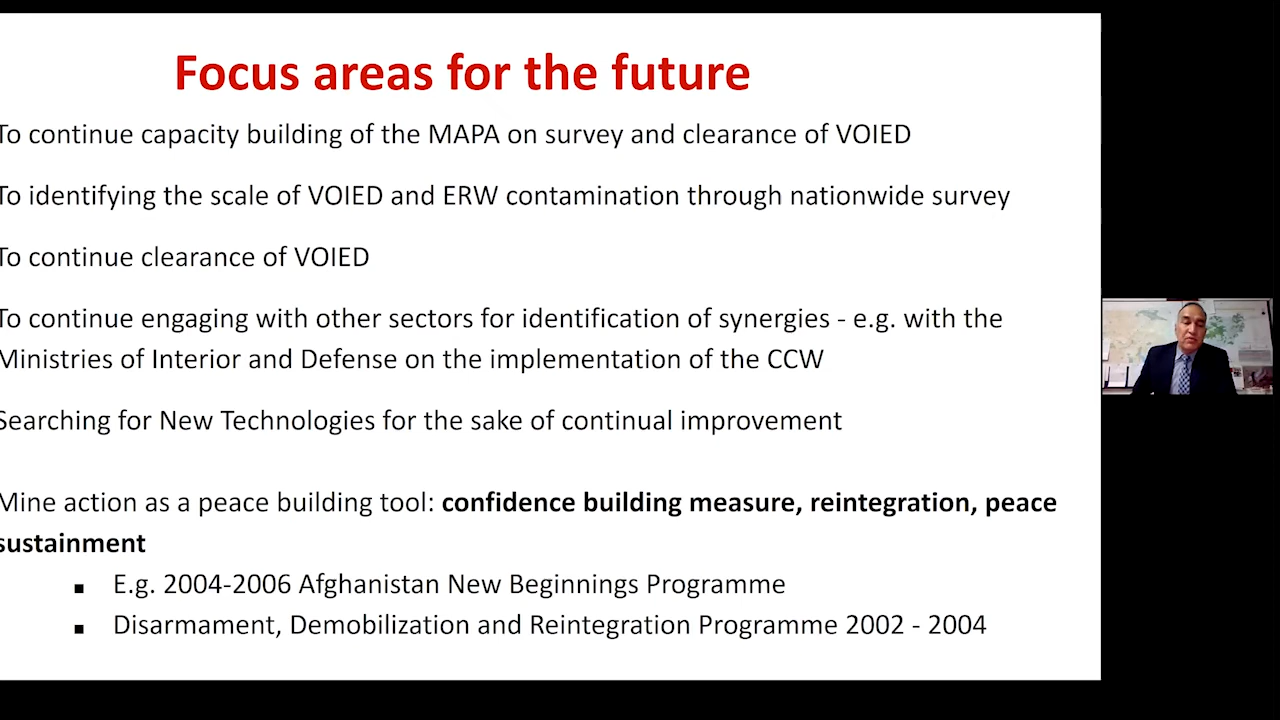 Focus areas for the future
To continue capacity building of the MAPA on survey and clearance of VOIED
To identifying the scale of VOIED and ERW contamination through nationwide survey
To continue clearance of VOIED
To continue engaging with other sectors for identification of synergies - e.g. with the
Ministries of Interior and Defense on the implementation of the CCW
Searching for New Technologies for the sake of continual improvement
Mine action as a peace building tool: confidence building measure, reintegration, peace
sustainment
▪ E.g. 2004-2006 Afghanistan New Beginnings Programme
▪ Disarmament, Demobilization and Reintegration Programme 2002 - 2004